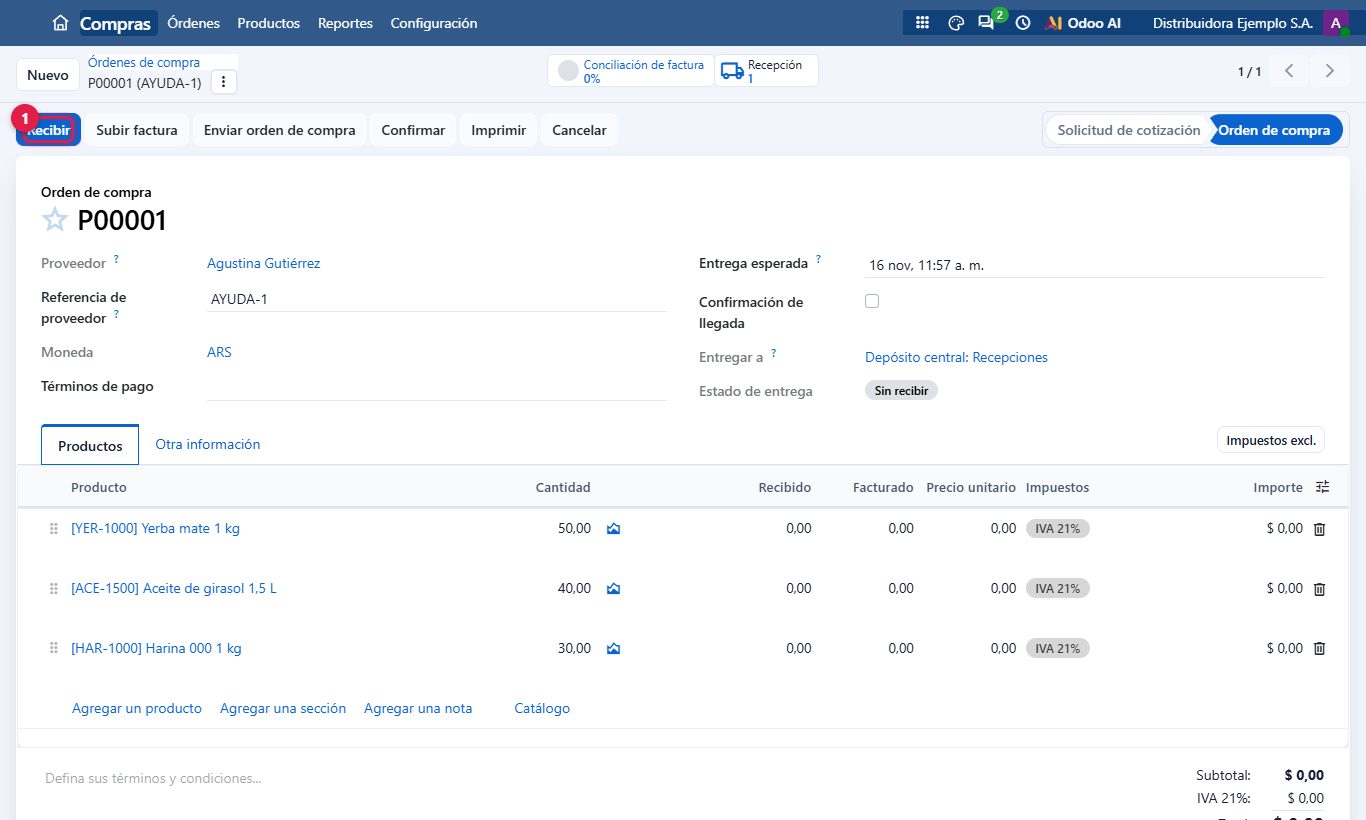 Compras Órdenes Productos Reportes Configuración 2 Odoo AI Distribuidora Ejemplo S.A. A
Nuevo
Órdenes de compra
P00001 (AYUDA-1)
Conciliación de factura
0%
Recepción
1
1 / 1
1
Recibir Subir factura Enviar orden de compra Confirmar Imprimir Cancelar
Solicitud de cotización Orden de compra
Orden de compra
P00001
Proveedor ? Agustina Gutiérrez
Referencia de proveedor ? AYUDA-1
Moneda ARS
Términos de pago
Entrega esperada ? 16 nov, 11:57 a. m.
Confirmación de llegada
Entregar a ? Depósito central: Recepciones
Estado de entrega Sin recibir
Productos Otra información Impuestos excl.
Producto Cantidad Recibido Facturado Precio unitario Impuestos Importe
[YER-1000] Yerba mate 1 kg 50,00 0,00 0,00 0,00 IVA 21% $ 0,00
[ACE-1500] Aceite de girasol 1,5 L 40,00 0,00 0,00 0,00 IVA 21% $ 0,00
[HAR-1000] Harina 000 1 kg 30,00 0,00 0,00 0,00 IVA 21% $ 0,00
Agregar un producto Agregar una sección Agregar una nota Catálogo
Defina sus términos y condiciones...
Subtotal: $ 0,00
IVA 21%: $ 0,00